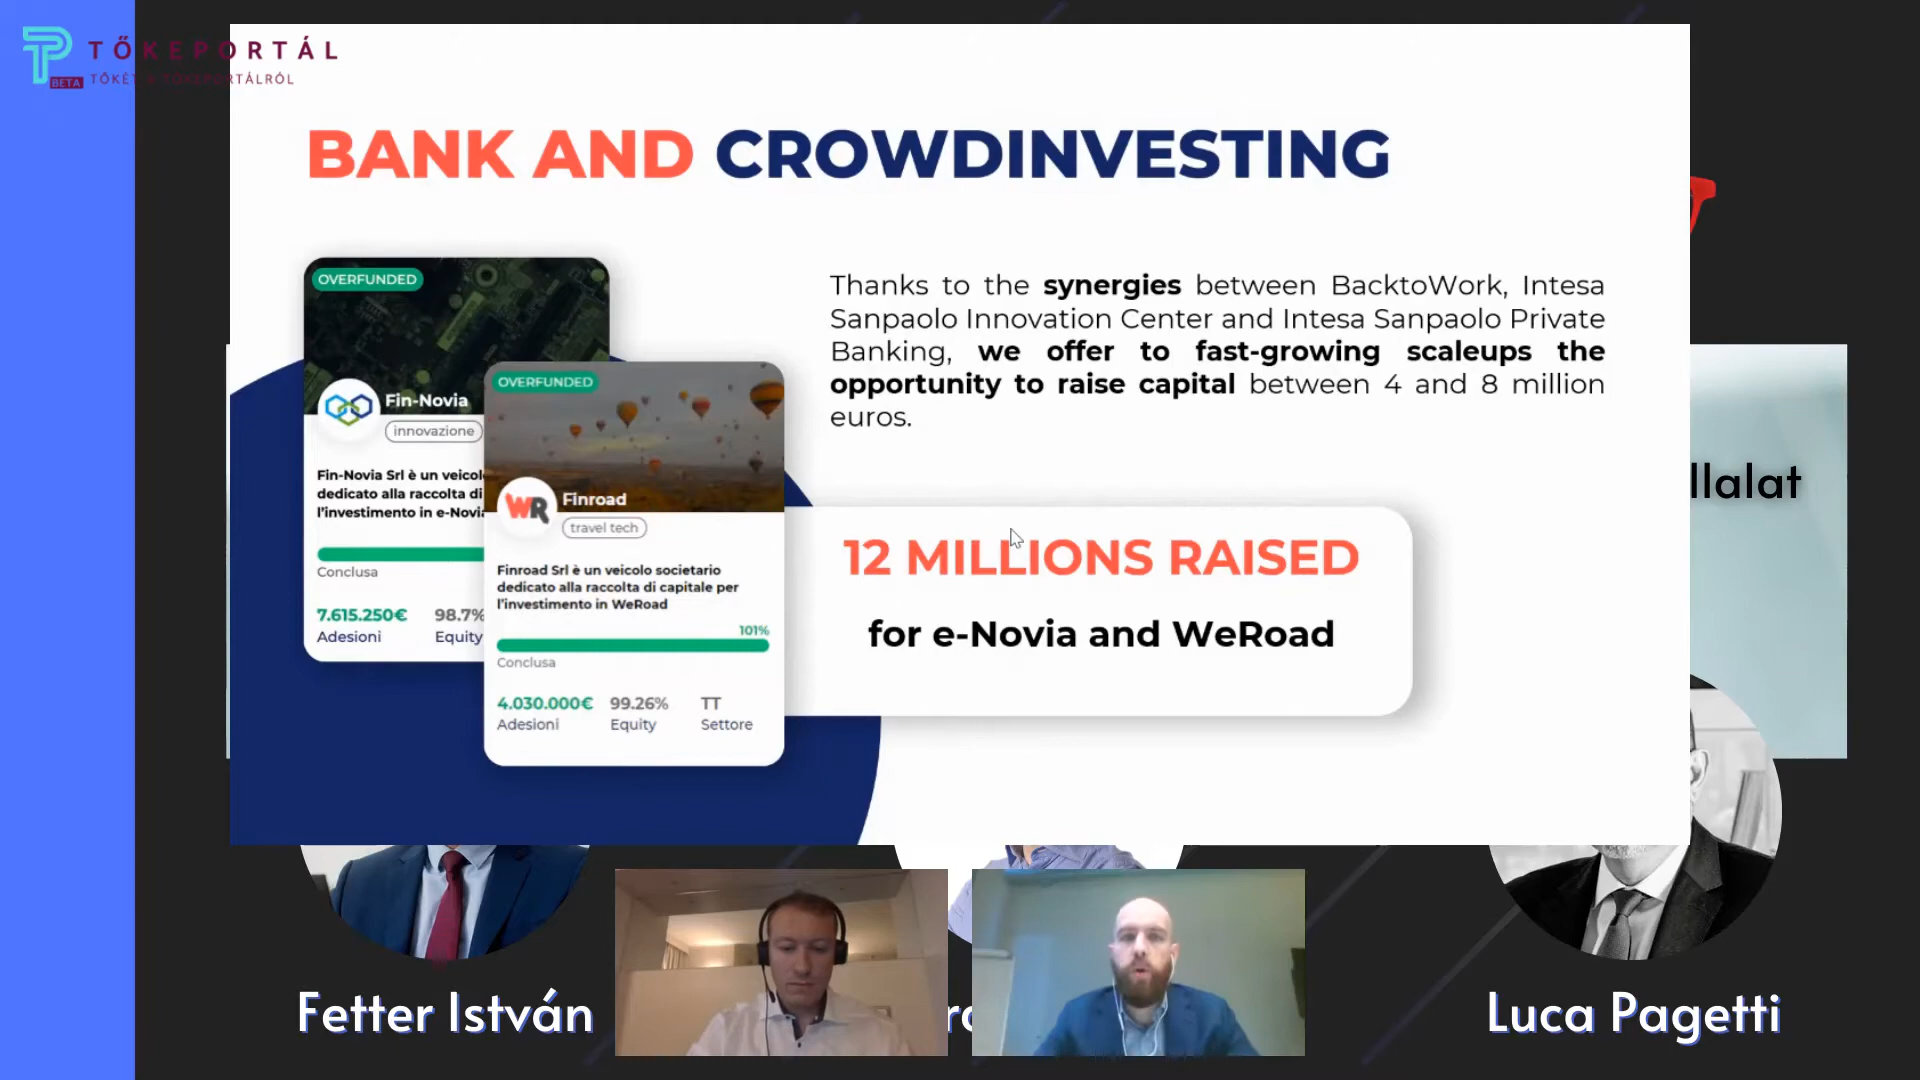 TŐKEPORTÁL
BETA
BANK AND CROWDINVESTING
OVERFUNDED
Fin-Novia
innovazione
Fin-Novia Srl è un
dedicato alla raccolta di
l'investimento in
Conclusa
7.615.250€ 98.7%
Adesioni Equity
OVERFUNDED
WR
Finroad
travel tech
Finroad Srl è un veicolo societario
dedicato alla raccolta di capitale per
l'investimento in WeRoad
101%
Conclusa
4.030.000€ 99.26% TT
Adesioni Equity Settore
Thanks to the synergies between BacktoWork, Intesa
Sanpaolo Innovation Center and Intesa Sanpaolo Private
Banking, we offer to fast-growing scaleups the
opportunity to raise capital between 4 and 8 million
euros.
12 MILLIONS RAISED
for e-Novia and WeRoad
Fetter István
Luca Pagetti